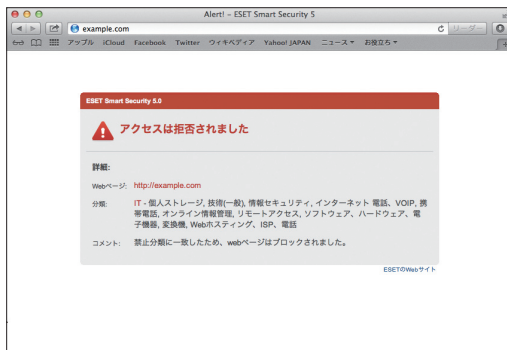 Alert! – ESET Smart Security 5
example.com
リーダー
アップル iCloud Facebook Twitter ウィキペディア Yahoo! JAPAN ニュース お役立ち
ESET Smart Security 5.0
アクセスは拒否されました
詳細:
Webページ: http://example.com
分類: IT - 個人ストレージ, 技術(一般), 情報セキュリティ, インターネット 電話、VOIP, 携
帯電話, オンライン情報管理, リモートアクセス, ソフトウェア、ハードウェア、電
子機器, 変換機, Webホスティング、ISP、電話
コメント: 禁止分類に一致したため、webページはブロックされました。
ESETのWebサイト